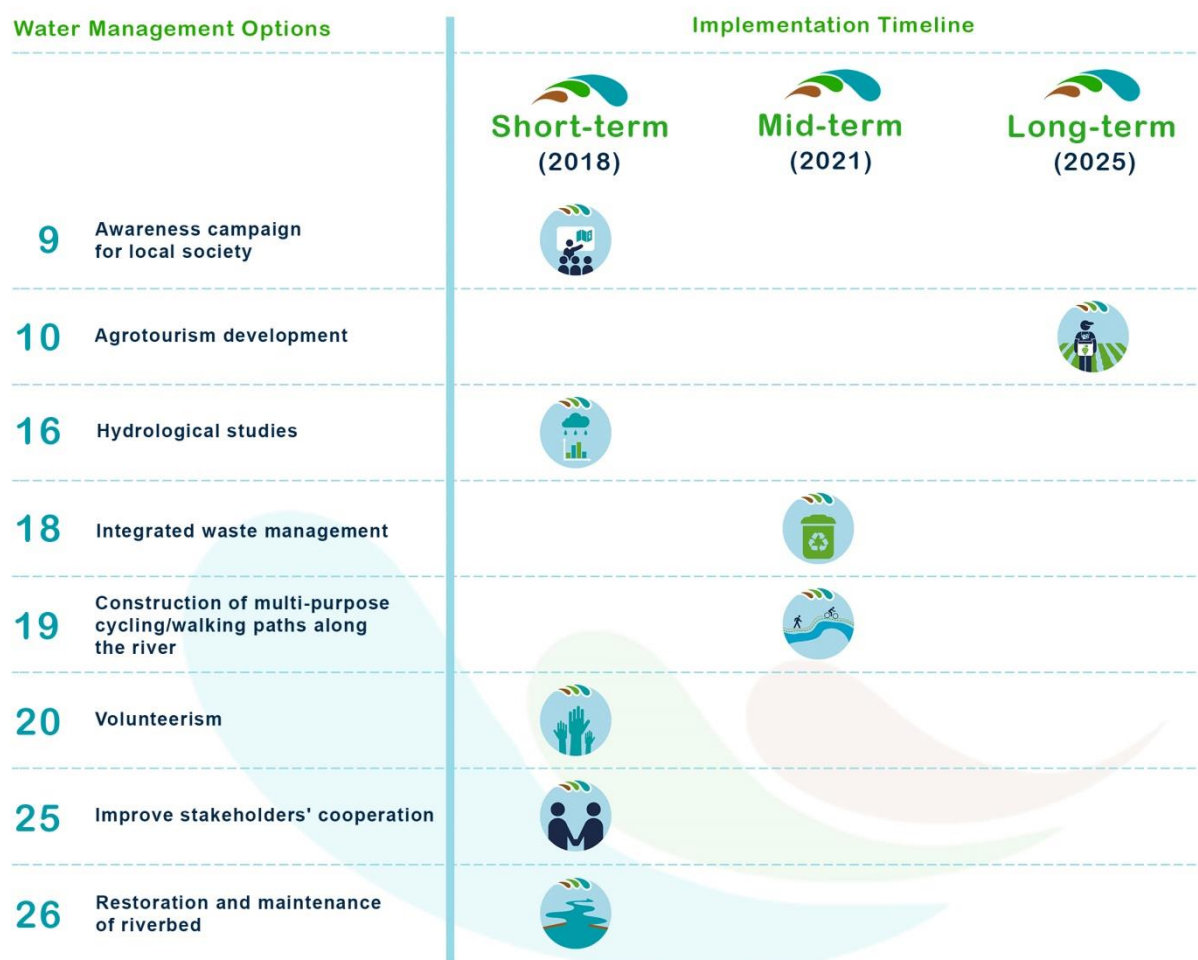 Water Management Options
Implementation Timeline
Short-term
(2018)
Mid-term
(2021)
Long-term
(2025)
9
Awareness campaign
for local society
10
Agrotourism development
16
Hydrological studies
18
Integrated waste management
19
Construction of multi-purpose
cycling/walking paths along
the river
20
Volunteerism
25
Improve stakeholders' cooperation
26
Restoration and maintenance
of riverbed